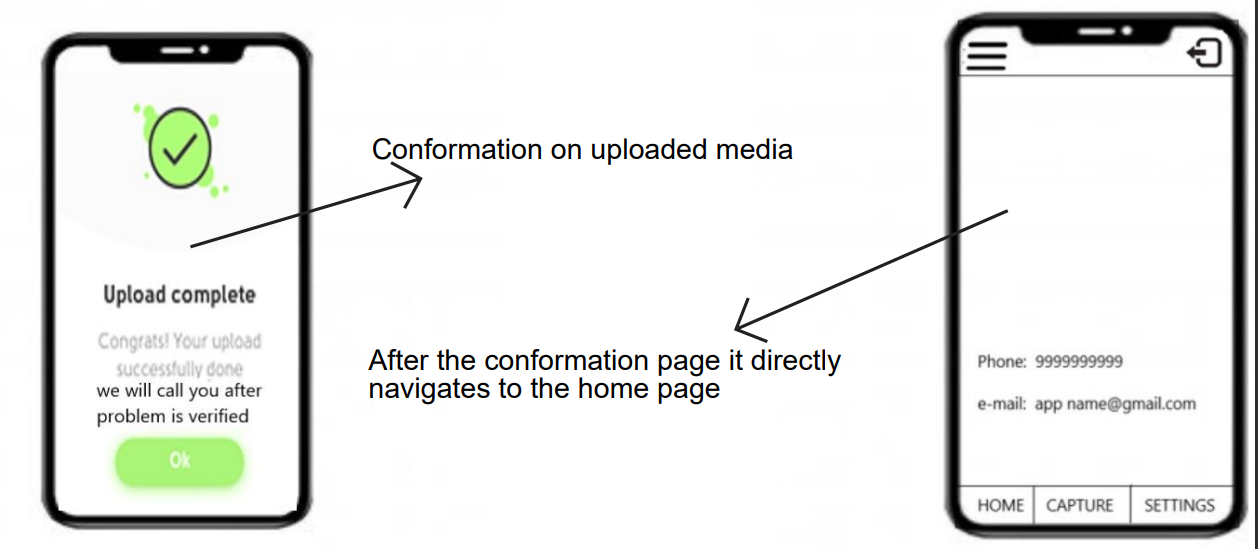 Upload complete
Congrats! Your upload
successfully done
we will call you after
problem is verified
Ok
Conformation on uploaded media
After the conformation page it directly
navigates to the home page
Phone: 9999999999
e-mail: app name@gmail.com
HOME CAPTURE SETTINGS